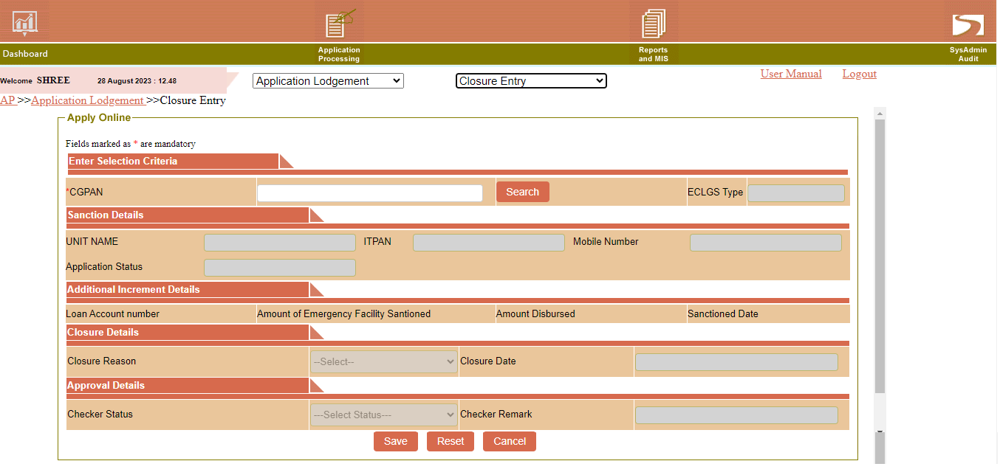 Dashboard
Application
Processing
Reports
and MIS
SysAdmin
Audit
Welcome SHREE 28 August 2023 : 12.48
Application Lodgement
Closure Entry
User Manual
Logout
AP >>Application Lodgement >>Closure Entry
Apply Online
Fields marked as * are mandatory
Enter Selection Criteria
*CGPAN
Search
ECLGS Type
Sanction Details
UNIT NAME
ITPAN
Mobile Number
Application Status
Additional Increment Details
Loan Account number
Amount of Emergency Facility Santioned
Amount Disbursed
Sanctioned Date
Closure Details
Closure Reason
--Select--
Closure Date
Approval Details
Checker Status
---Select Status---
Checker Remark
Save
Reset
Cancel